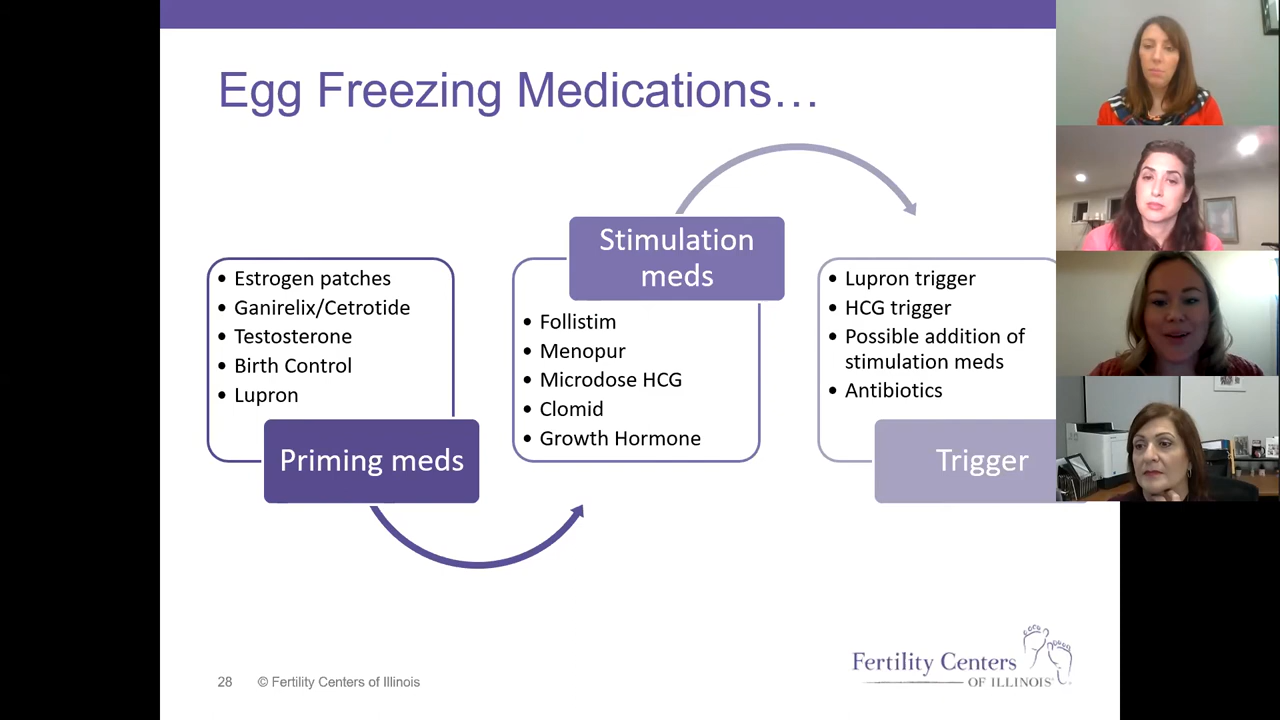 Egg Freezing Medications…
• Estrogen patches
• Ganirelix/Cetrotide
• Testosterone
• Birth Control
• Lupron
Priming meds
Stimulation
meds
• Follistim
• Menopur
• Microdose HCG
• Clomid
• Growth Hormone
• Lupron trigger
• HCG trigger
• Possible addition of
stimulation meds
• Antibiotics
Trigger
28 © Fertility Centers of Illinois
Fertility Centers
OF ILLINOIS